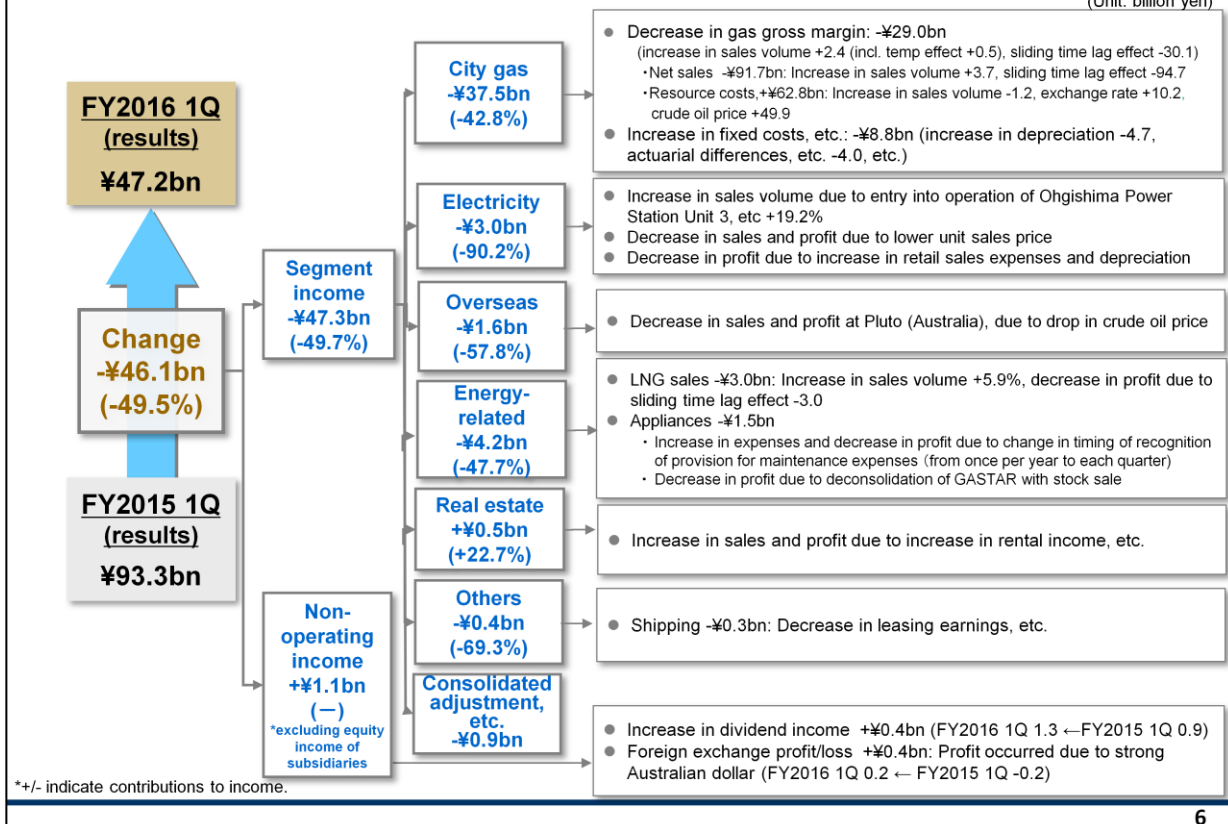 (Unit: billion yen)
FY2016 1Q
(results)
¥47.2bn
Change
-¥46.1bn
(-49.5%)
FY2015 1Q
(results)
¥93.3bn
Segment
income
-¥47.3bn
(-49.7%)
Non-
operating
income
+¥1.1bn
(—)
*excluding equity
income of
subsidiaries
City gas
-¥37.5bn
(-42.8%)
● Decrease in gas gross margin: -¥29.0bn
(increase in sales volume +2.4 (incl. temp effect +0.5), sliding time lag effect -30.1)
・Net sales -¥91.7bn: Increase in sales volume +3.7, sliding time lag effect -94.7
・Resource costs,+¥62.8bn: Increase in sales volume -1.2, exchange rate +10.2,
crude oil price +49.9
● Increase in fixed costs, etc.: -¥8.8bn (increase in depreciation -4.7,
actuarial differences, etc. -4.0, etc.)
Electricity
-¥3.0bn
(-90.2%)
● Increase in sales volume due to entry into operation of Ohgishima Power
Station Unit 3, etc +19.2%
● Decrease in sales and profit due to lower unit sales price
● Decrease in profit due to increase in retail sales expenses and depreciation
Overseas
-¥1.6bn
(-57.8%)
● Decrease in sales and profit at Pluto (Australia), due to drop in crude oil price
Energy-
related
-¥4.2bn
(-47.7%)
● LNG sales -¥3.0bn: Increase in sales volume +5.9%, decrease in profit due to
sliding time lag effect -3.0
● Appliances -¥1.5bn
・Increase in expenses and decrease in profit due to change in timing of recognition
of provision for maintenance expenses (from once per year to each quarter)
・Decrease in profit due to deconsolidation of GASTAR with stock sale
Real estate
+¥0.5bn
(+22.7%)
● Increase in sales and profit due to increase in rental income, etc.
Others
-¥0.4bn
(-69.3%)
● Shipping -¥0.3bn: Decrease in leasing earnings, etc.
Consolidated
adjustment,
etc.
-¥0.9bn
● Increase in dividend income +¥0.4bn (FY2016 1Q 1.3 ←FY2015 1Q 0.9)
● Foreign exchange profit/loss +¥0.4bn: Profit occurred due to strong
Australian dollar (FY2016 1Q 0.2 ← FY2015 1Q -0.2)
*+/- indicate contributions to income.
6